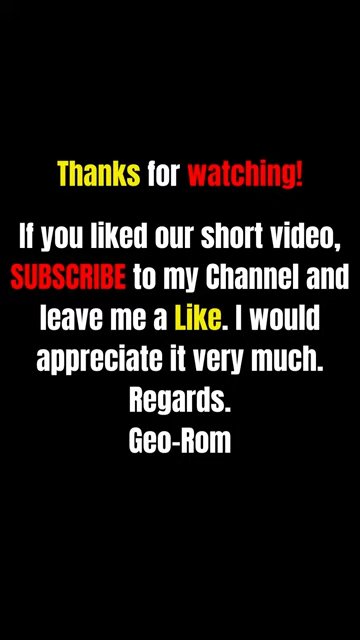 Thanks for watching!
If you liked our short video,
SUBSCRIBE to my Channel and
leave me a Like. I would
appreciate it very much.
Regards.
Geo-Rom